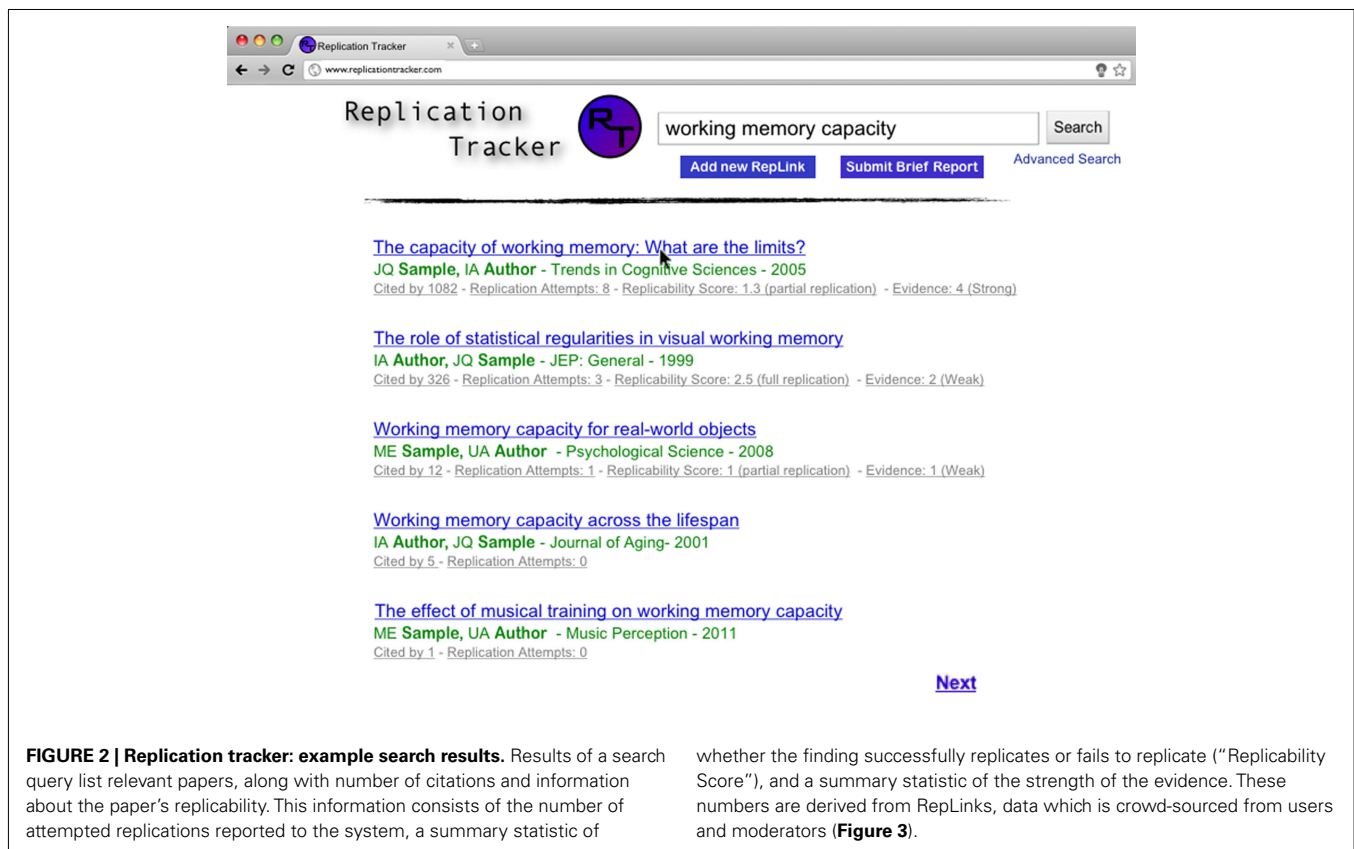 Replication Tracker
www.replicationtracker.com
Replication
Tracker
RT
working memory capacity
Search
Add new RepLink
Submit Brief Report
Advanced Search
The capacity of working memory: What are the limits?
JQ Sample, IA Author - Trends in Cognitive Sciences - 2005
Cited by 1082 - Replication Attempts: 8 - Replicability Score: 1.3 (partial replication) - Evidence: 4 (Strong)
The role of statistical regularities in visual working memory
IA Author, JQ Sample - JEP: General - 1999
Cited by 326 - Replication Attempts: 3 - Replicability Score: 2.5 (full replication) - Evidence: 2 (Weak)
Working memory capacity for real-world objects
ME Sample, UA Author - Psychological Science - 2008
Cited by 12 - Replication Attempts: 1 - Replicability Score: 1 (partial replication) - Evidence: 1 (Weak)
Working memory capacity across the lifespan
IA Author, JQ Sample - Journal of Aging- 2001
Cited by 5 - Replication Attempts: 0
The effect of musical training on working memory capacity
ME Sample, UA Author - Music Perception - 2011
Cited by 1 - Replication Attempts: 0
Next
FIGURE 2 | Replication tracker: example search results. Results of a search
query list relevant papers, along with number of citations and information
about the paper's replicability. This information consists of the number of
attempted replications reported to the system, a summary statistic of
whether the finding successfully replicates or fails to replicate ("Replicability
Score"), and a summary statistic of the strength of the evidence. These
numbers are derived from RepLinks, data which is crowd-sourced from users
and moderators (Figure 3).